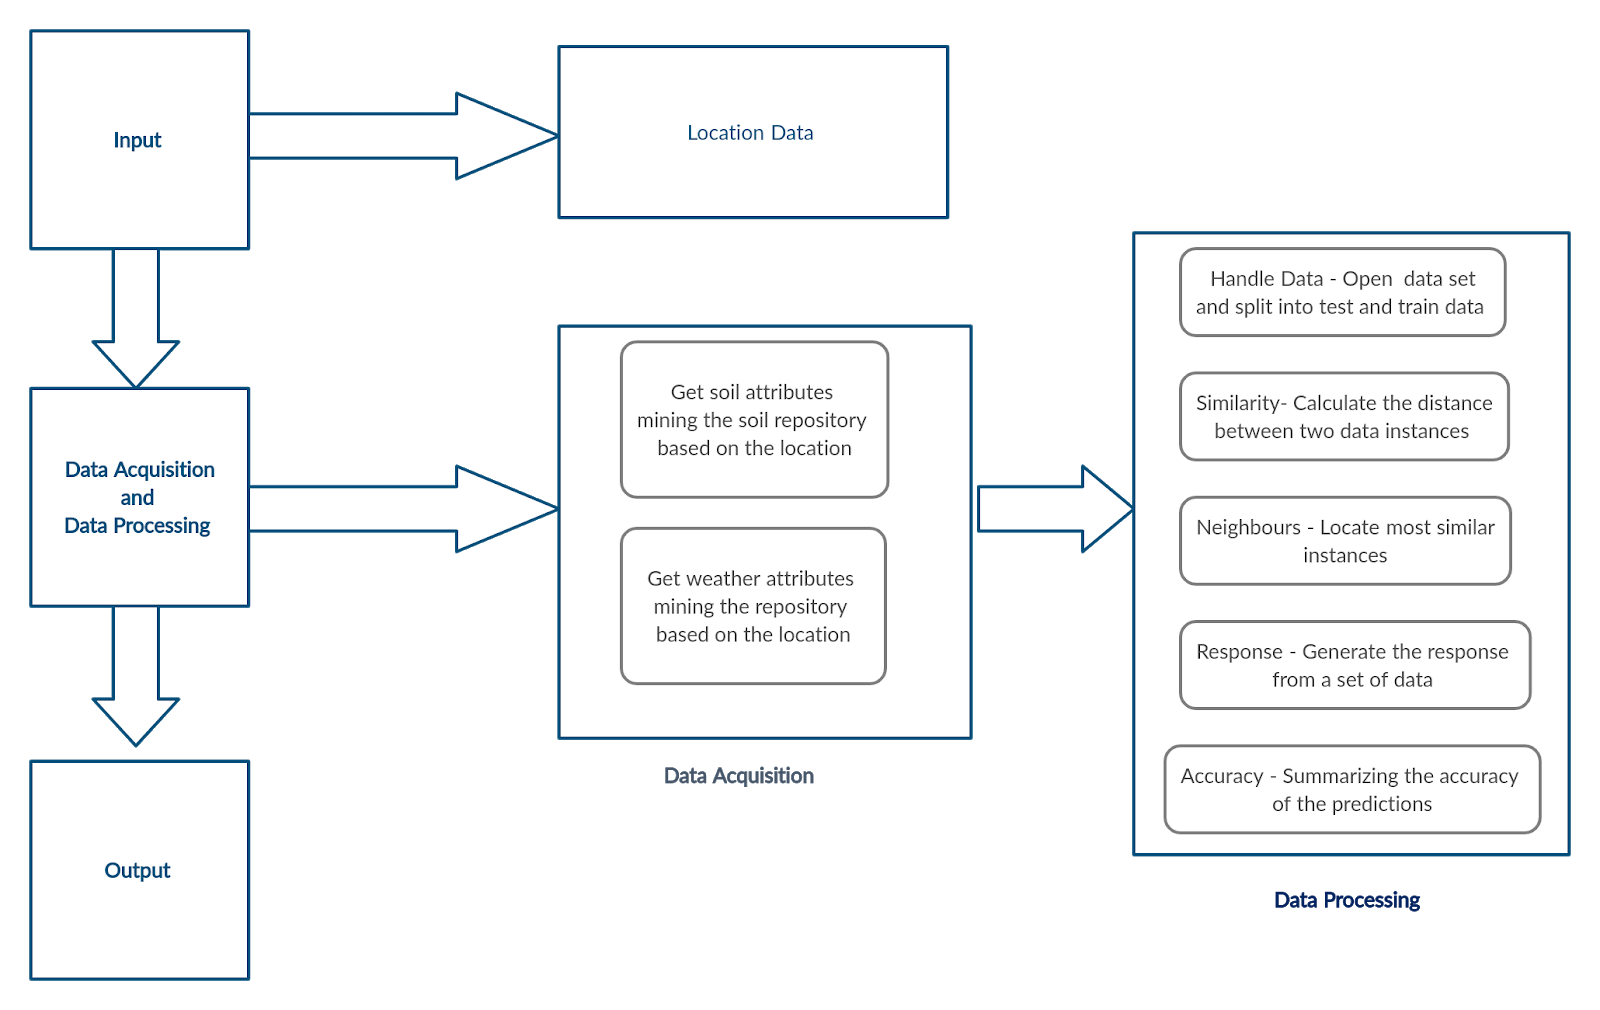 Input
Location Data
Data Acquisition
and
Data Processing
Get soil attributes
mining the soil repository
based on the location
Get weather attributes
mining the repository
based on the location
Data Acquisition
Handle Data - Open  data set
and split into test and train data
Similarity- Calculate the distance
between two data instances
Neighbours - Locate most similar
instances
Response - Generate the response
from a set of data
Accuracy - Summarizing the accuracy
of the predictions
Data Processing
Output